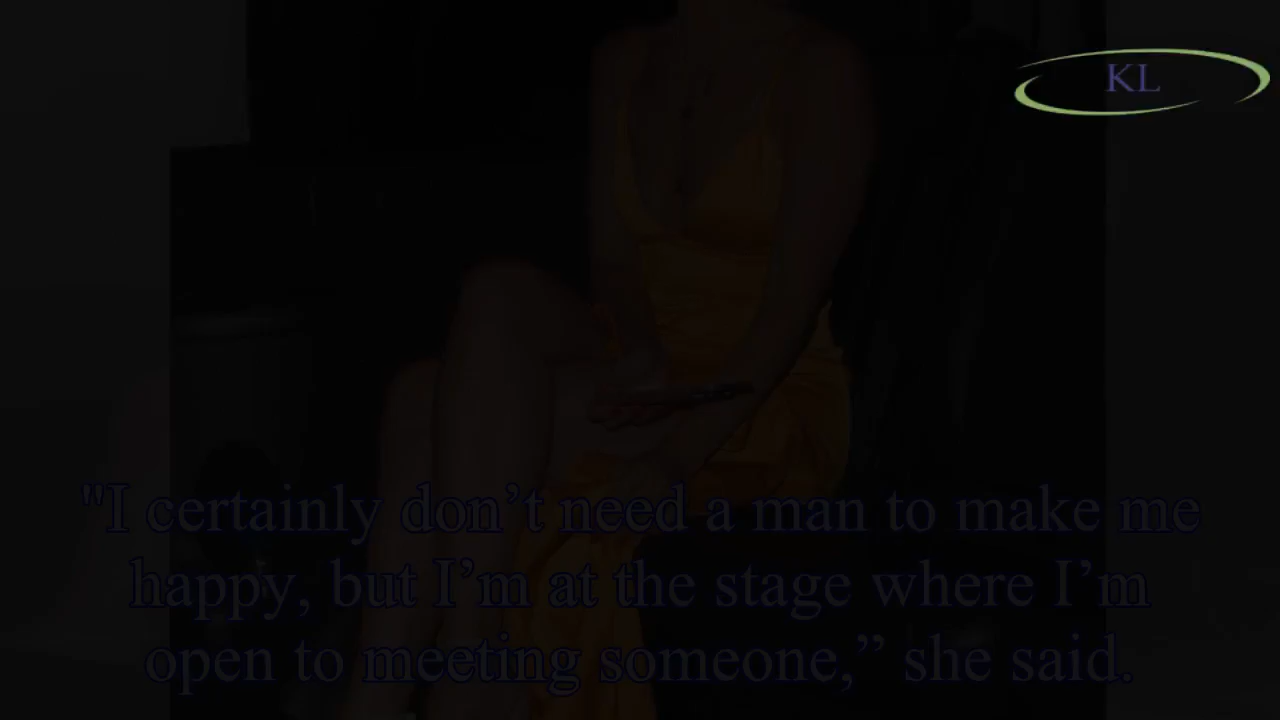 KL
"I certainly don’t need a man to make me
happy, but I’m at the stage where I’m
open to meeting someone,” she said.